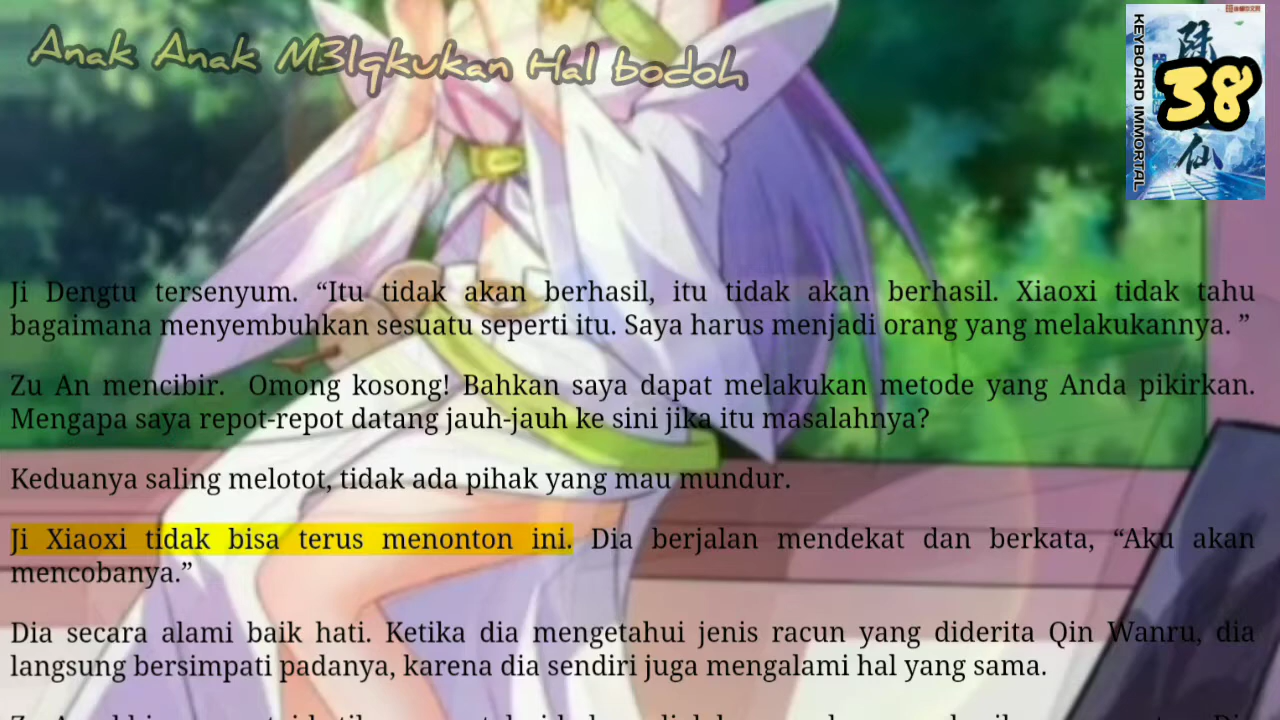 Anak Anak M3lqkukan Hal bodoh
陆
仙
KEYBOARD IMMORTAL
38
Ji Dengtu tersenyum. “Itu tidak akan berhasil, itu tidak akan berhasil. Xiaoxi tidak tahu
bagaimana menyembuhkan sesuatu seperti itu. Saya harus menjadi orang yang melakukannya. ”
Zu An mencibir. Omong kosong! Bahkan saya dapat melakukan metode yang Anda pikirkan.
Mengapa saya repot-repot datang jauh-jauh ke sini jika itu masalahnya?
Keduanya saling melotot, tidak ada pihak yang mau mundur.
Ji Xiaoxi tidak bisa terus menonton ini. Dia berjalan mendekat dan berkata, “Aku akan
mencobanya.”
Dia secara alami baik hati. Ketika dia mengetahui jenis racun yang diderita Qin Wanru, dia
langsung bersimpati padanya, karena dia sendiri juga mengalami hal yang sama.